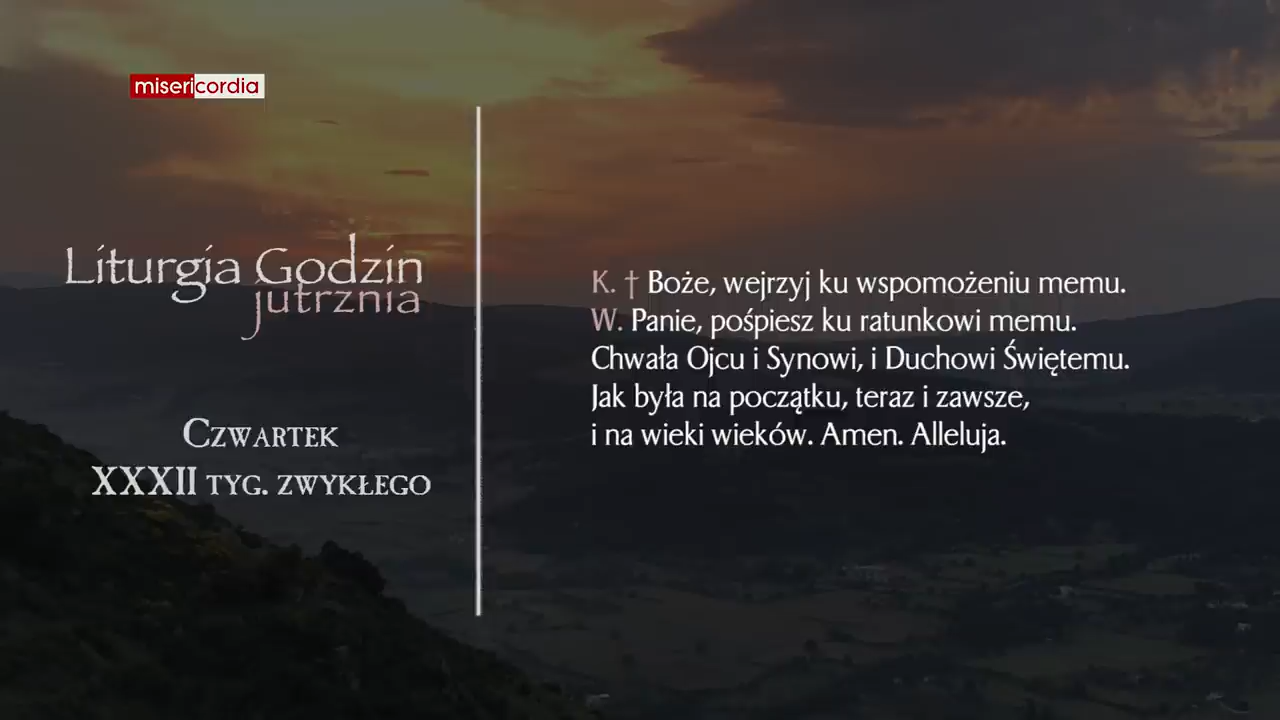 misericordia
Liturgia Godzin
jutrznia
Czwartek
XXXII tyg. zwykłego
K. † Boże, wejrzyj ku wspomożeniu memu.
W. Panie, pośpiesz ku ratunkowi memu.
Chwała Ojcu i Synowi, i Duchowi Świętemu.
Jak była na początku, teraz i zawsze,
i na wieki wieków. Amen. Alleluja.